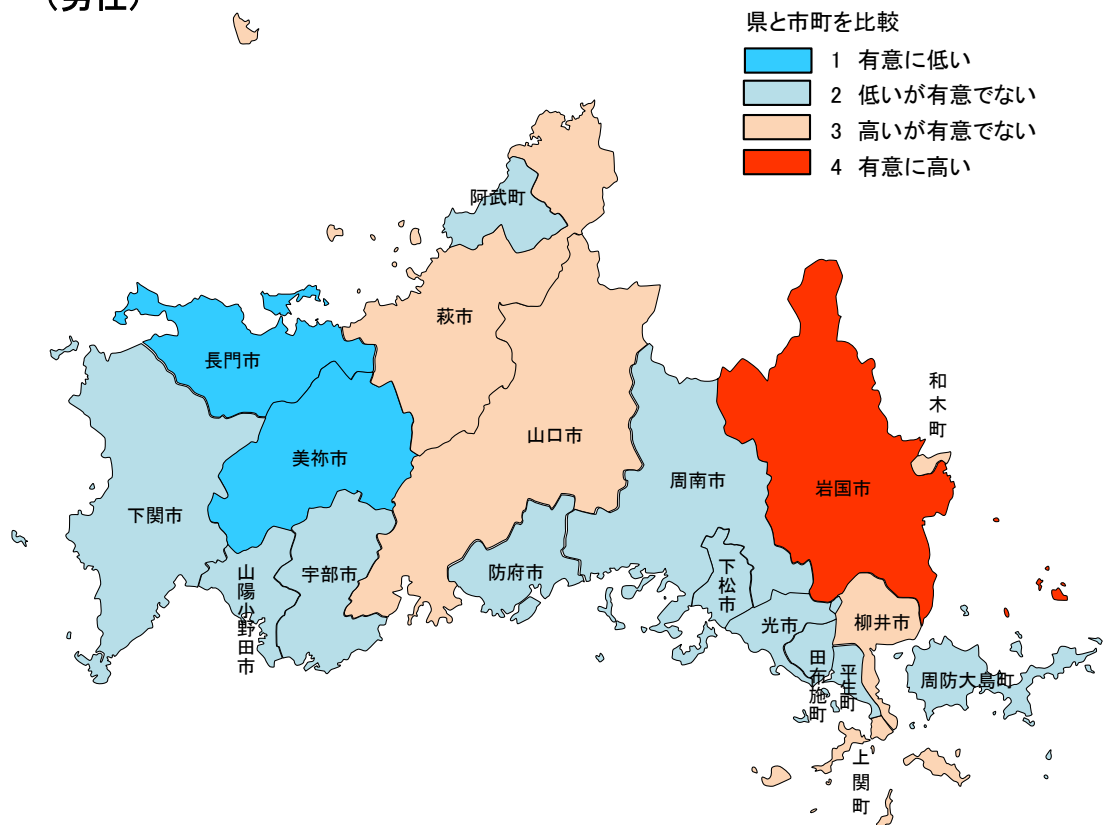 (男性)
県と市町を比較
1 有意に低い
2 低いが有意でない
3 高いが有意でない
4 有意に高い
阿武町
萩市
長門市
和木町
山口市
美祢市
周南市
岩国市
下関市
宇部市
防府市
山陽小野田市
下松市
光市
柳井市
田布施町
平生町
周防大島町
上関町